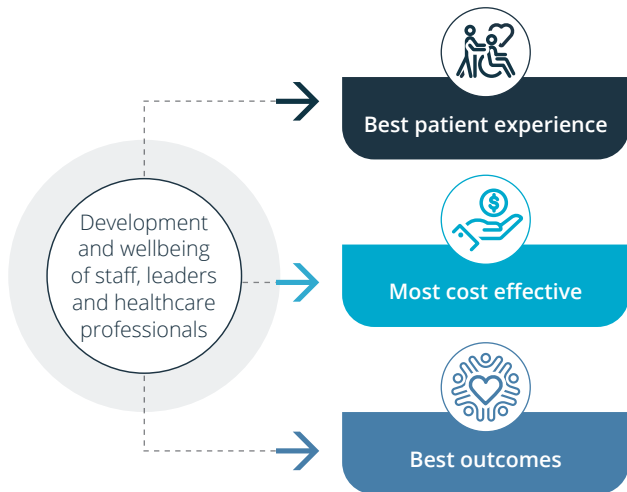 Best patient experience
Development
and wellbeing
of staff, leaders
and healthcare
professionals
$
Most cost effective
Best outcomes